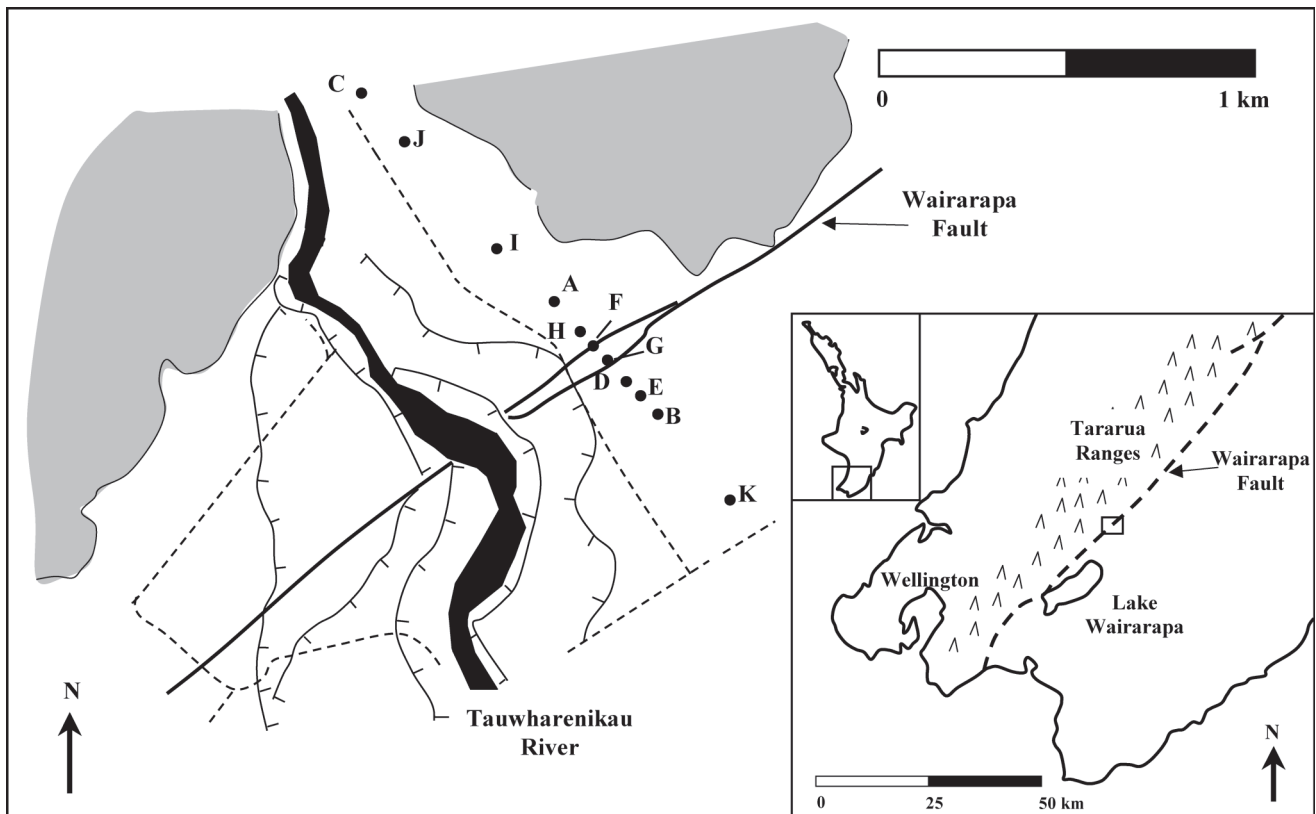 C
J
0
1 km
Wairarapa
Fault
I
A
F
H
G
D
E
B
K
N
Tauwharenikau
River
Tararua
Ranges
Wairarapa
Fault
Wellington
Lake
Wairarapa
N
0
25
50 km